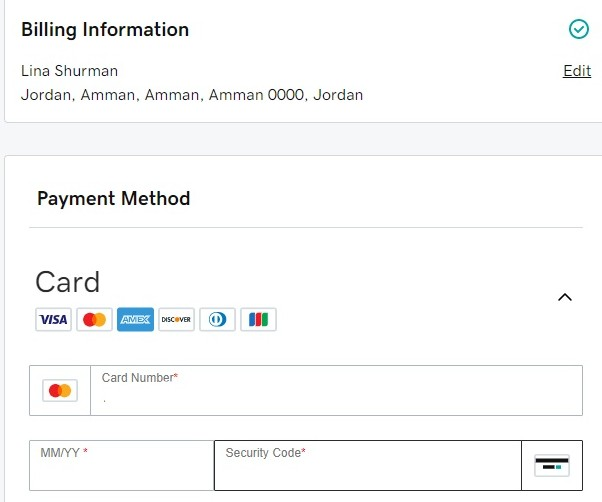 Billing Information
Lina Shurman
Edit
Jordan, Amman, Amman, Amman 0000, Jordan
Payment Method
Card
VISA AMEX DISCOVER
Card Number*
.
MM/YY * Security Code*